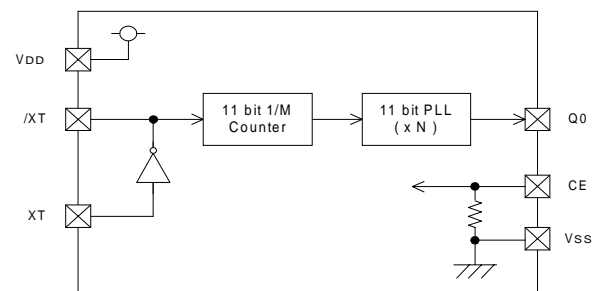 VDD
/XT
11 bit 1/M
Counter
11 bit PLL
( x N )
Q0
CE
XT
VSS